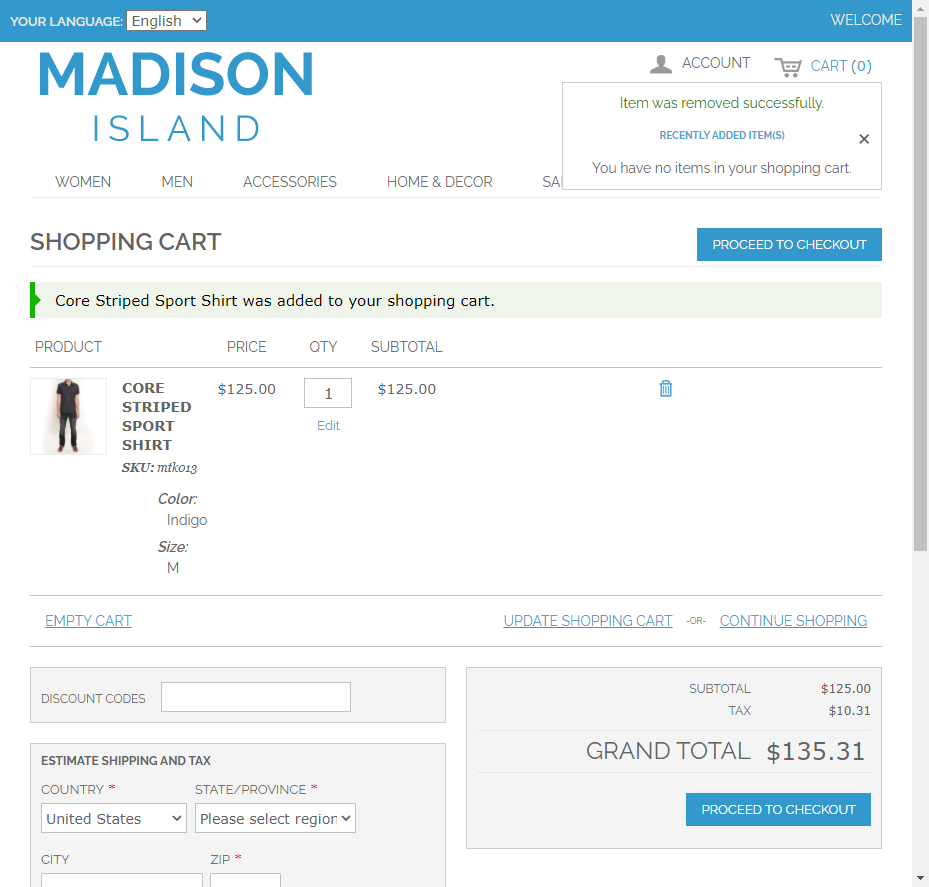 YOUR LANGUAGE: English
WELCOME
MADISON
ISLAND
ACCOUNT
CART (0)
Item was removed successfully.
RECENTLY ADDED ITEM(S)
You have no items in your shopping cart.
WOMEN MEN ACCESSORIES HOME & DECOR
SHOPPING CART
PROCEED TO CHECKOUT
Core Striped Sport Shirt was added to your shopping cart.
PRODUCT PRICE QTY SUBTOTAL
CORE STRIPED SPORT SHIRT
$125.00 1 $125.00
Edit
SKU: mtk013
Color:
Indigo
Size:
M
EMPTY CART
UPDATE SHOPPING CART -OR- CONTINUE SHOPPING
DISCOUNT CODES
ESTIMATE SHIPPING AND TAX
COUNTRY * STATE/PROVINCE *
United States Please select region
CITY ZIP *
SUBTOTAL $125.00
TAX $10.31
GRAND TOTAL $135.31
PROCEED TO CHECKOUT